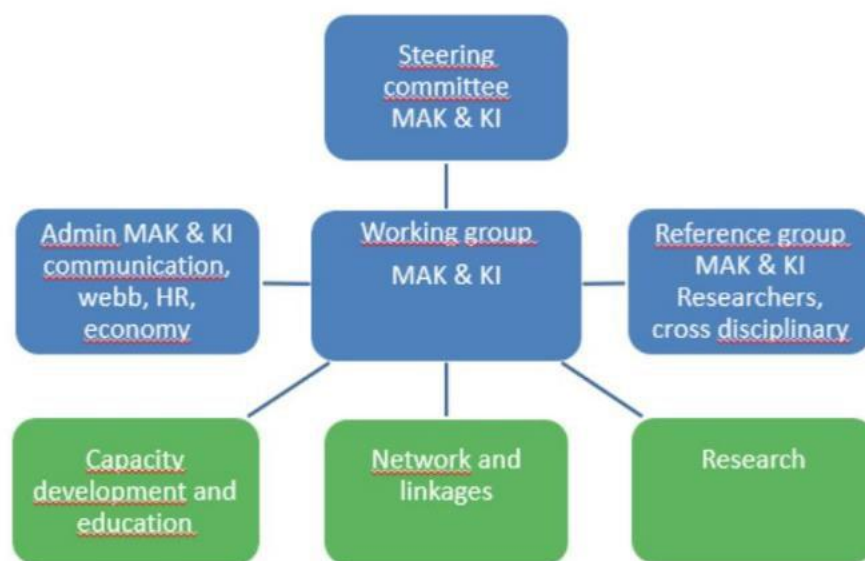 Steering
committee
MAK & KI
Admin MAK & KI
communication,
webb, HR,
economy
Working group
MAK & KI
Reference group
MAK & KI
Researchers,
cross disciplinary
Capacity
development and
education
Network and
linkages
Research